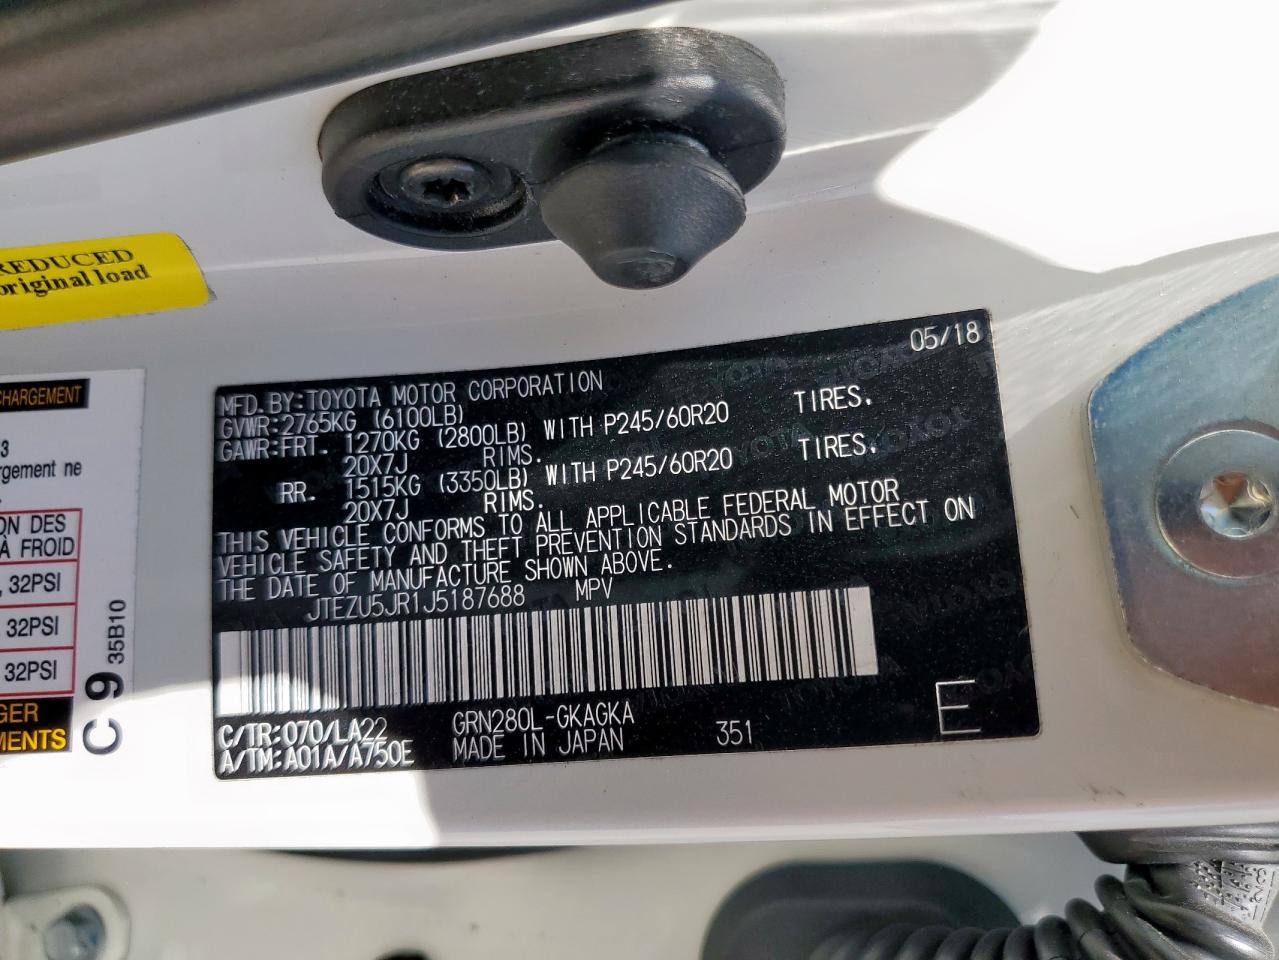 REDUCED
original load
CHARGEMENT
3
argement ne
ON DES
À FROID
, 32PSI
, 32PSI
, 32PSI
GER
MENTS
C 9 35B10
05/18
MFD.BY:TOYOTA MOTOR CORPORATION
GVWR:2765KG (6100LB)
GAWR:FRT. 1270KG (2800LB) WITH P245/60R20 TIRES.
20X7J RIMS.
RR. 1515KG (3350LB) WITH P245/60R20 TIRES.
20X7J RIMS.
THIS VEHICLE CONFORMS TO ALL APPLICABLE FEDERAL MOTOR
VEHICLE SAFETY AND THEFT PREVENTION STANDARDS IN EFFECT ON
THE DATE OF MANUFACTURE SHOWN ABOVE.
JTEZU5JR1J5187688 MPV
C/TR:070/LA22 GRN280L-GKAGKA
A/TM:A01A/A750E MADE IN JAPAN 351 E